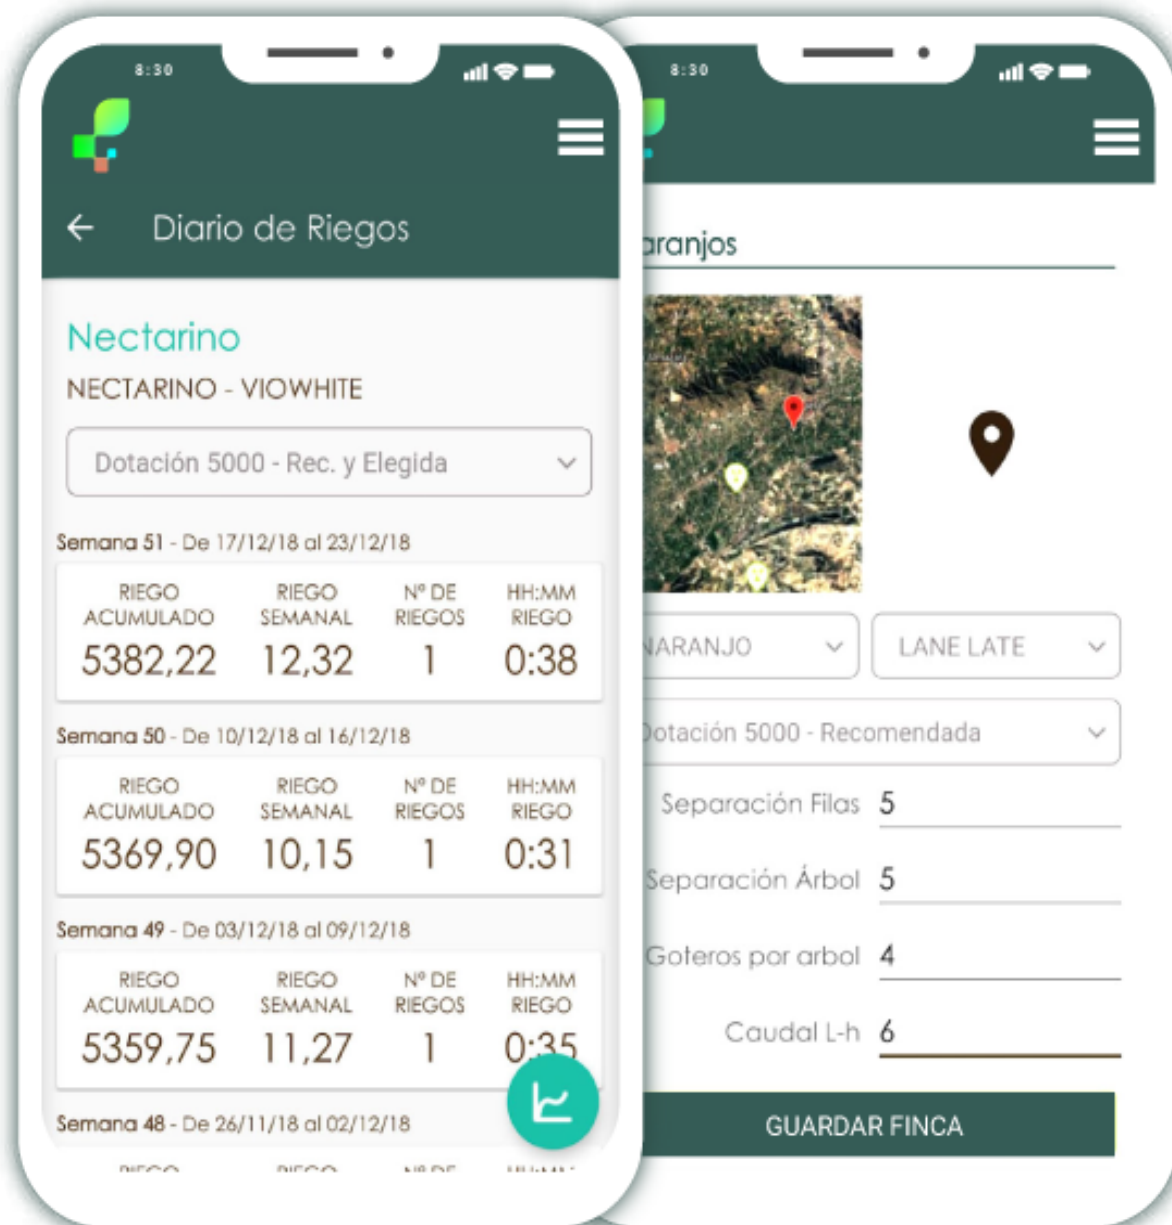 8:30
Diario de Riegos
Nectarino
NECTARINO - VIOWHITE
Dotación 5000 - Rec. y Elegida
Semana 51 - De 17/12/18 al 23/12/18
RIEGO ACUMULADO
RIEGO SEMANAL
Nº DE RIEGOS
HH:MM RIEGO
5382,22 12,32 1 0:38
Semana 50 - De 10/12/18 al 16/12/18
RIEGO ACUMULADO
RIEGO SEMANAL
Nº DE RIEGOS
HH:MM RIEGO
5369,90 10,15 1 0:31
Semana 49 - De 03/12/18 al 09/12/18
RIEGO ACUMULADO
RIEGO SEMANAL
Nº DE RIEGOS
HH:MM RIEGO
5359,75 11,27 1 0:35
Semana 48 - De 26/11/18 al 02/12/18
8:30
aranjos
NARANJO
LANE LATE
Dotación 5000 - Recomendada
Separación Filas 5
Separación Árbol 5
Goteros por arbol 4
Caudal L-h 6
GUARDAR FINCA